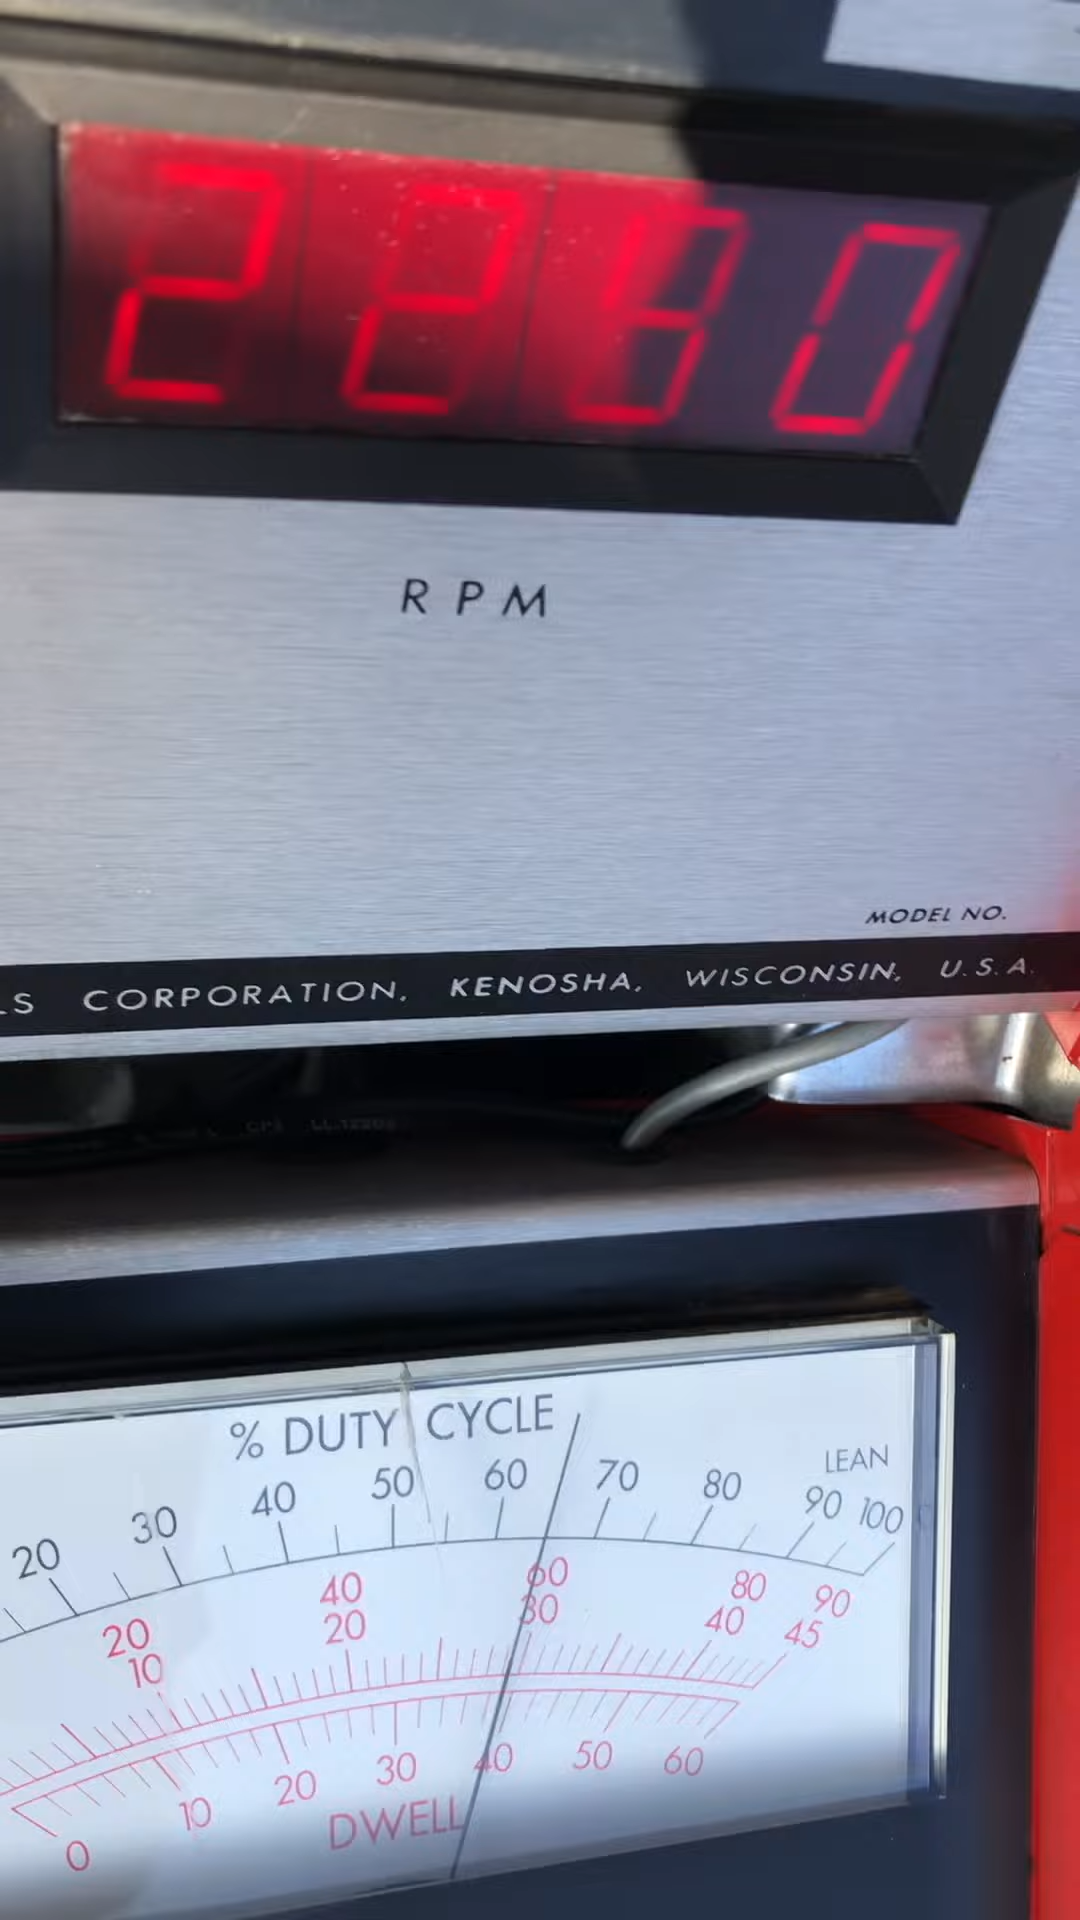 2280
RPM
MODEL NO.
LS CORPORATION, KENOSHA, WISCONSIN, U.S.A.
% DUTY CYCLE
LEAN
20 30 40 50 60 70 80 90 100
20 40 60 80 90
10 20 30 40 45
0 10 20 30 40 50 60
DWELL